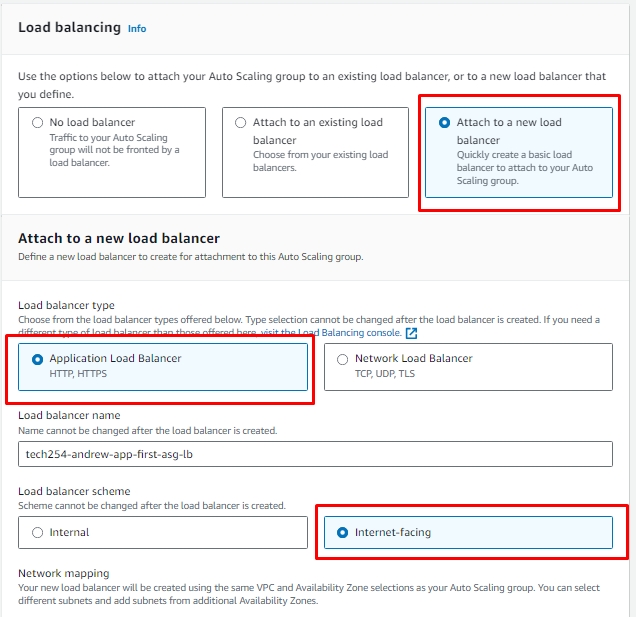 Load balancing Info
Use the options below to attach your Auto Scaling group to an existing load balancer, or to a new load balancer that
you define.
No load balancer
Traffic to your Auto Scaling
group will not be fronted by a
load balancer.
Attach to an existing load
balancer
Choose from your existing load
balancers.
Attach to a new load
balancer
Quickly create a basic load
balancer to attach to your Auto
Scaling group.
Attach to a new load balancer
Define a new load balancer to create for attachment to this Auto Scaling group.
Load balancer type
Choose from the load balancer types offered below. Type selection cannot be changed after the load balancer is created. If you need a
different type of load balancer than those offered here, visit the Load Balancing console.
Application Load Balancer
HTTP, HTTPS
Network Load Balancer
TCP, UDP, TLS
Load balancer name
Name cannot be changed after the load balancer is created.
tech254-andrew-app-first-asg-lb
Load balancer scheme
Scheme cannot be changed after the load balancer is created.
Internal
Internet-facing
Network mapping
Your new load balancer will be created using the same VPC and Availability Zone selections as your Auto Scaling group. You can select
different subnets and add subnets from additional Availability Zones.